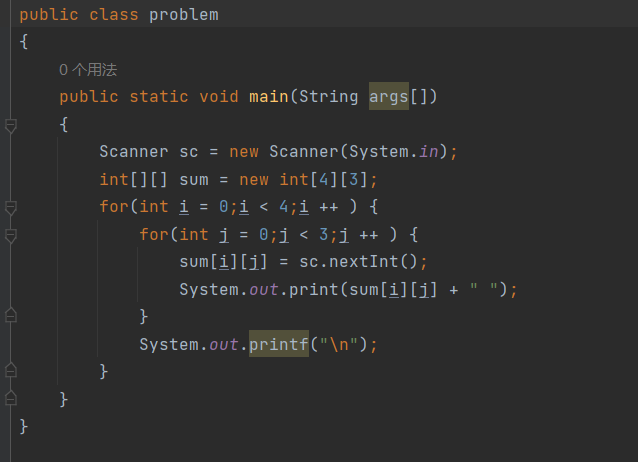 public class problem
{
0 个用法
public static void main(String args[])
{
Scanner sc = new Scanner(System.in);
int[][] sum = new int[4][3];
for(int i = 0;i < 4;i ++ ) {
for(int j = 0;j < 3;j ++ ) {
sum[i][j] = sc.nextInt();
System.out.print(sum[i][j] + " ");
}
System.out.printf("\n");
}
}
}